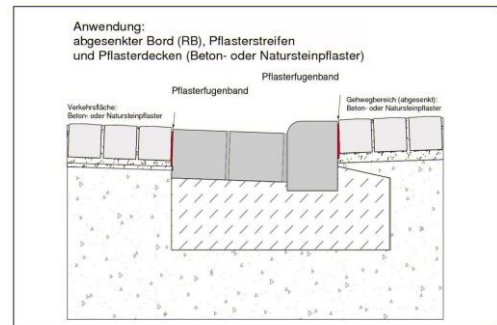 Anwendung:
abgesenkter Bord (RB), Pflasterstreifen
und Pflasterdecken (Beton- oder Natursteinpflaster)
Pflasterfugenband
Pflasterfugenband
Verkehrsfläche:
Beton- oder Natursteinpflaster
Gehwegbereich (abgesenkt):
Beton- oder Natursteinpflaster